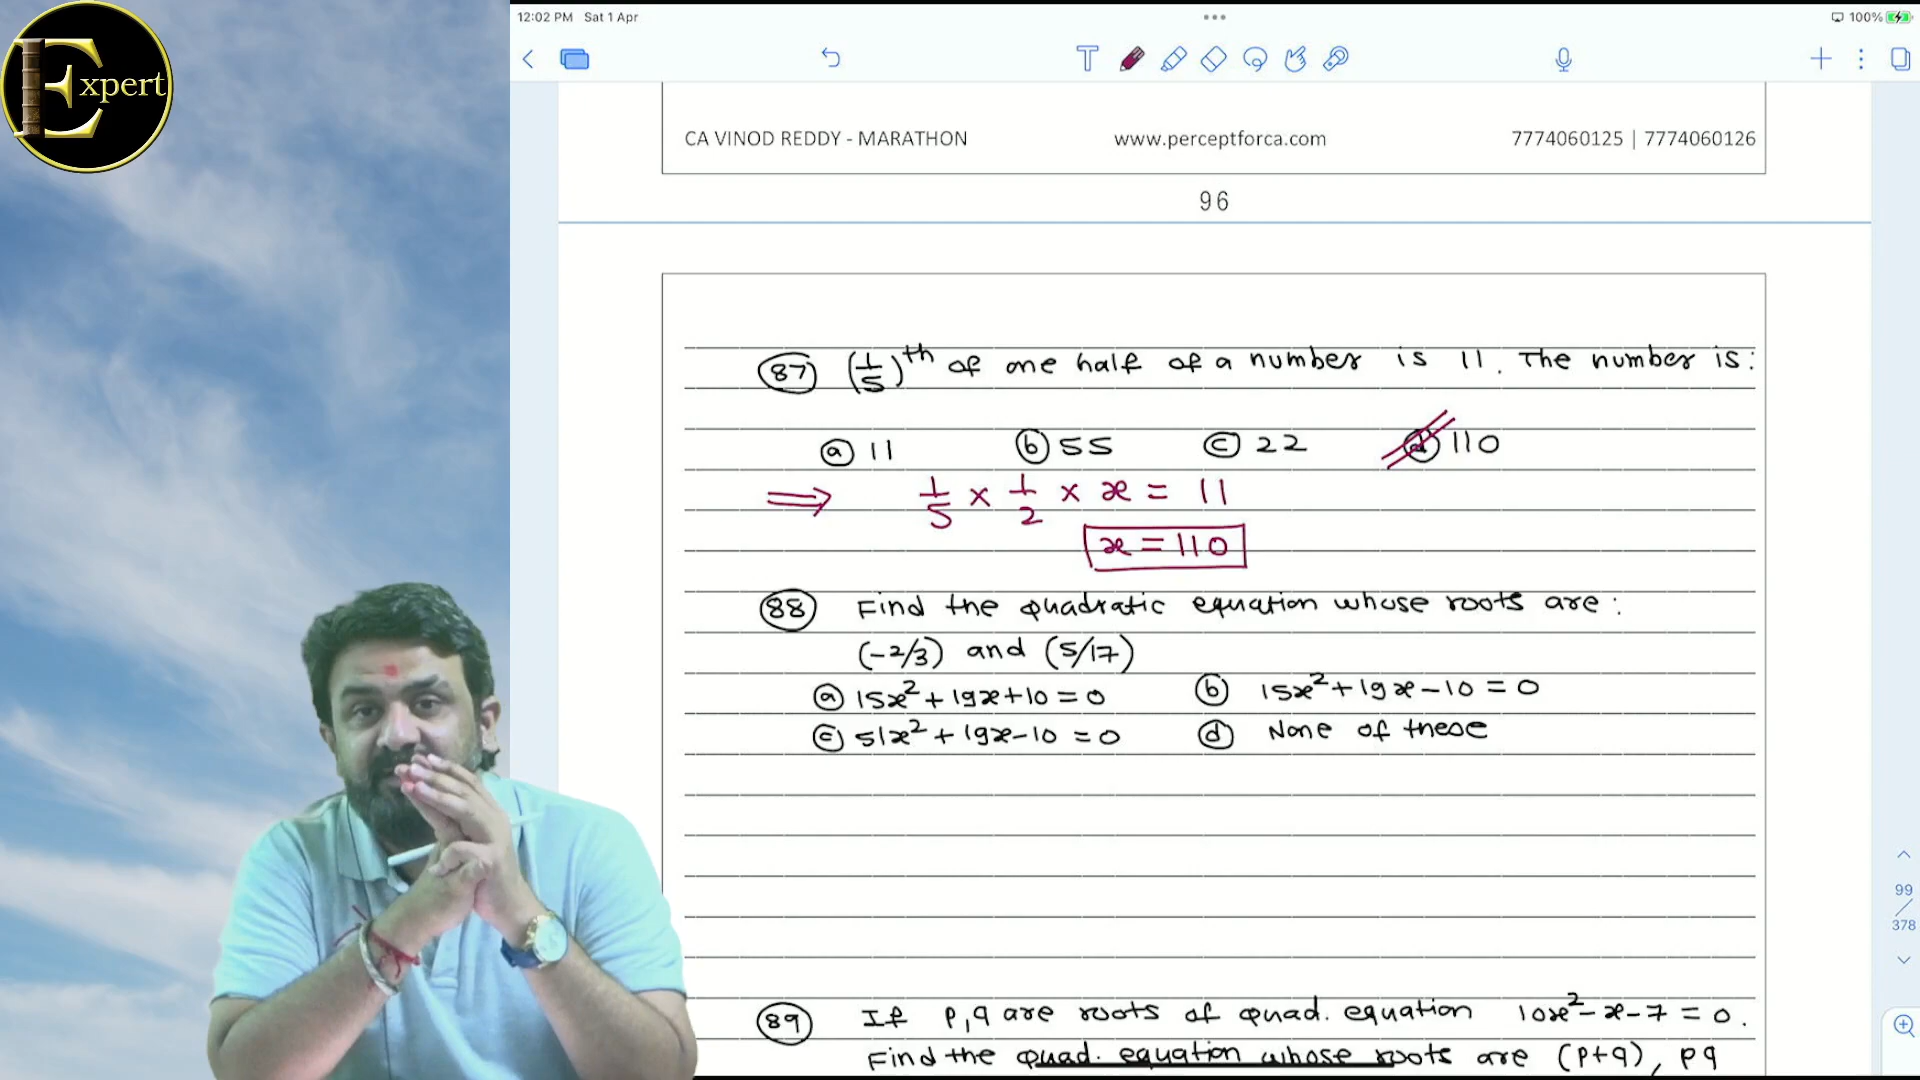 Expert
12:02 PM Sat 1 Apr
100%
CA VINOD REDDY - MARATHON www.perceptforca.com 7774060125 | 7774060126
96
87 (1/5)th of one half of a number is 11. The number is:
a 11 b 55 c 22 d 110
⇒ 1/5 × 1/2 × x = 11
x = 110
88 Find the quadratic equation whose roots are:
(-2/3) and (5/17)
a 15x²+19x+10=0 b 15x²+19x-10=0
c 51x²+19x-10=0 d None of these
99
378
89 If p,q are roots of quad. equation 10x²-x-7=0.
Find the quad. equation whose roots are (p+q), pq